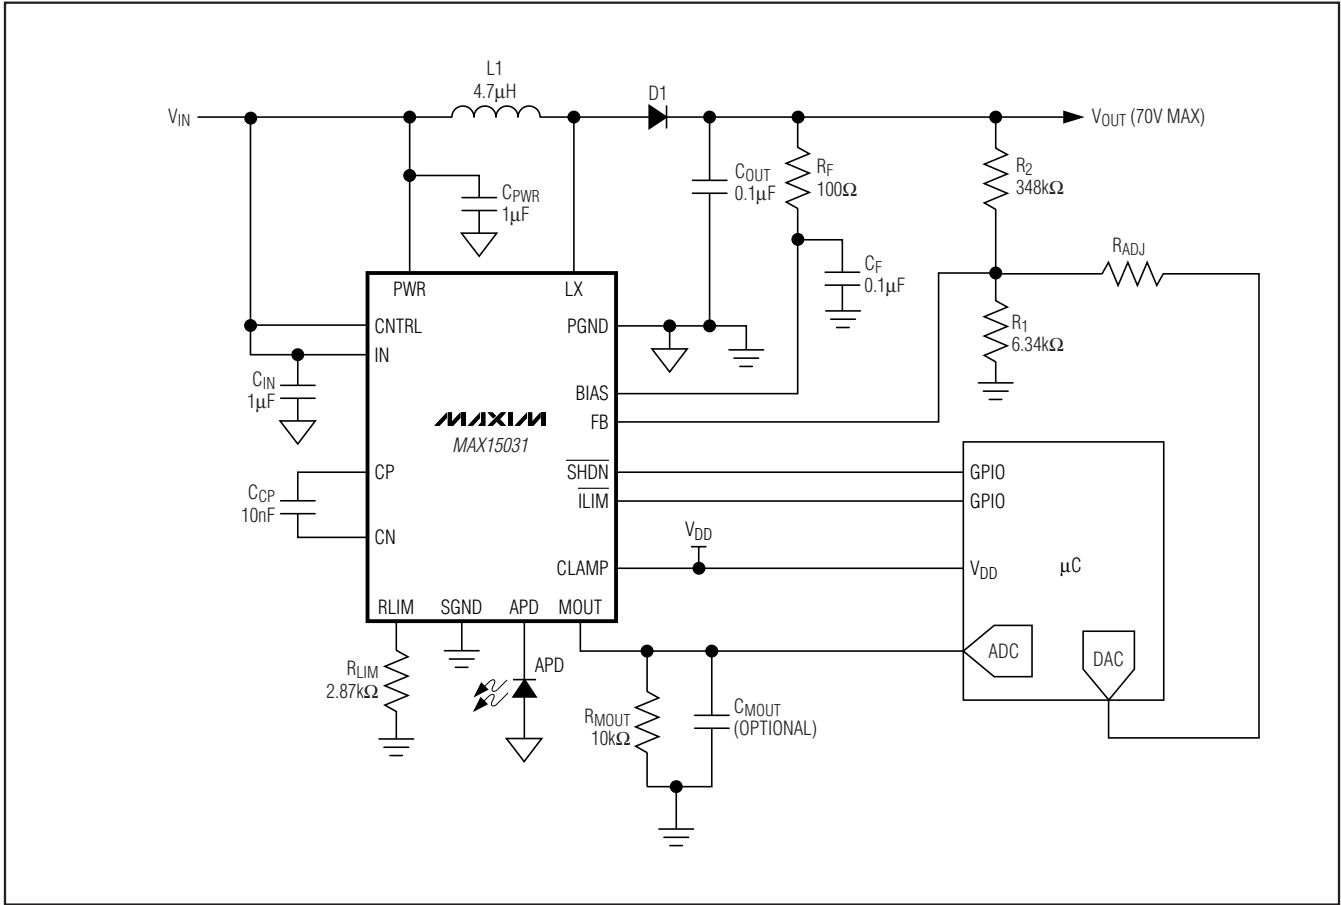 L1
4.7μH
D1
VIN
VOUT (70V MAX)
COUT
0.1μF
RF
100Ω
R2
348kΩ
CPWR
1μF
RADJ
CF
0.1μF
PWR
LX
CNTRL
PGND
R1
6.34kΩ
IN
CIN
1μF
BIAS
MAXIM
FB
MAX15031
CP
SHDN
GPIO
CCP
10nF
ILIM
GPIO
CN
VDD
CLAMP
VDD
μC
RLIM
SGND
APD
MOUT
ADC
DAC
RLIM
2.87kΩ
APD
RMOUT
10kΩ
CMOUT
(OPTIONAL)